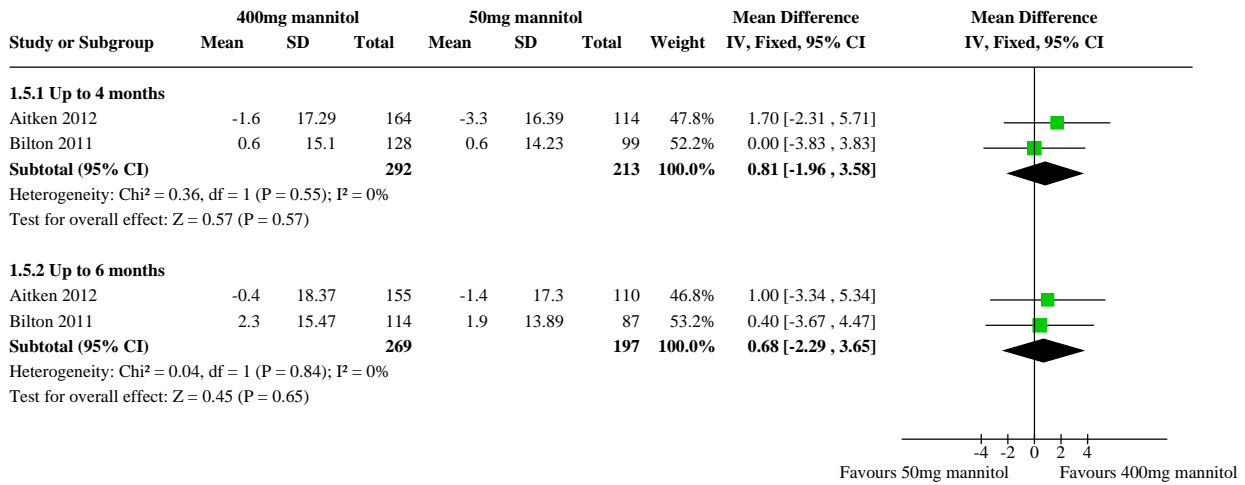 400mg mannitol 50mg mannitol Mean Difference Mean Difference
Study or Subgroup Mean SD Total Mean SD Total Weight IV, Fixed, 95% CI IV, Fixed, 95% CI
1.5.1 Up to 4 months
Aitken 2012 -1.6 17.29 164 -3.3 16.39 114 47.8% 1.70 [-2.31 , 5.71]
Bilton 2011 0.6 15.1 128 0.6 14.23 99 52.2% 0.00 [-3.83 , 3.83]
Subtotal (95% CI) 292 213 100.0% 0.81 [-1.96 , 3.58]
Heterogeneity: Chi² = 0.36, df = 1 (P = 0.55); I² = 0%
Test for overall effect: Z = 0.57 (P = 0.57)
1.5.2 Up to 6 months
Aitken 2012 -0.4 18.37 155 -1.4 17.3 110 46.8% 1.00 [-3.34 , 5.34]
Bilton 2011 2.3 15.47 114 1.9 13.89 87 53.2% 0.40 [-3.67 , 4.47]
Subtotal (95% CI) 269 197 100.0% 0.68 [-2.29 , 3.65]
Heterogeneity: Chi² = 0.04, df = 1 (P = 0.84); I² = 0%
Test for overall effect: Z = 0.45 (P = 0.65)
-4 -2 0 2 4
Favours 50mg mannitol Favours 400mg mannitol